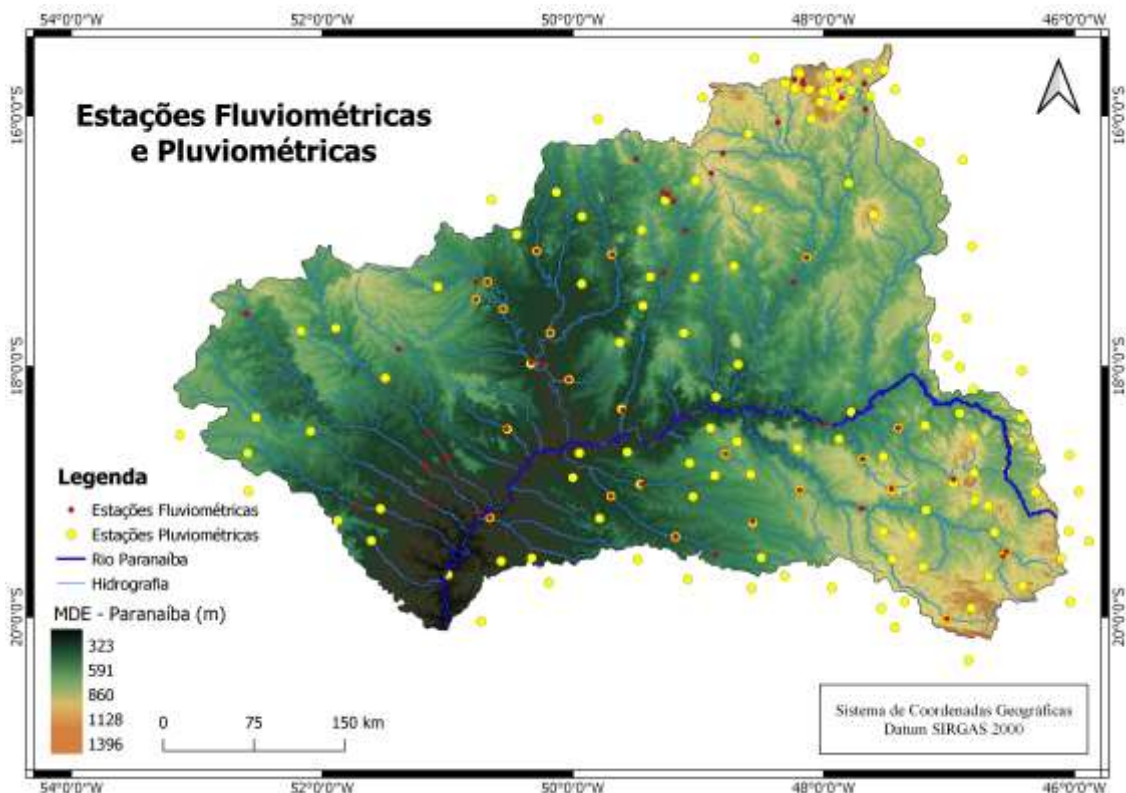 54°0'0"W 52°0'0"W 50°0'0"W 48°0'0"W 46°0'0"W
Estações Fluviométricas
e Pluviométricas
16°0'0"S 16°0'0"S
18°0'0"S 18°0'0"S
20°0'0"S 20°0'0"S
Legenda
Estações Fluviométricas
Estações Pluviométricas
Rio Paranaíba
Hidrografia
MDE - Paranaíba (m)
323
591
860
1128
1396
0 75 150 km
Sistema de Coordenadas Geográficas
Datum SIRGAS 2000
54°0'0"W 52°0'0"W 50°0'0"W 48°0'0"W 46°0'0"W